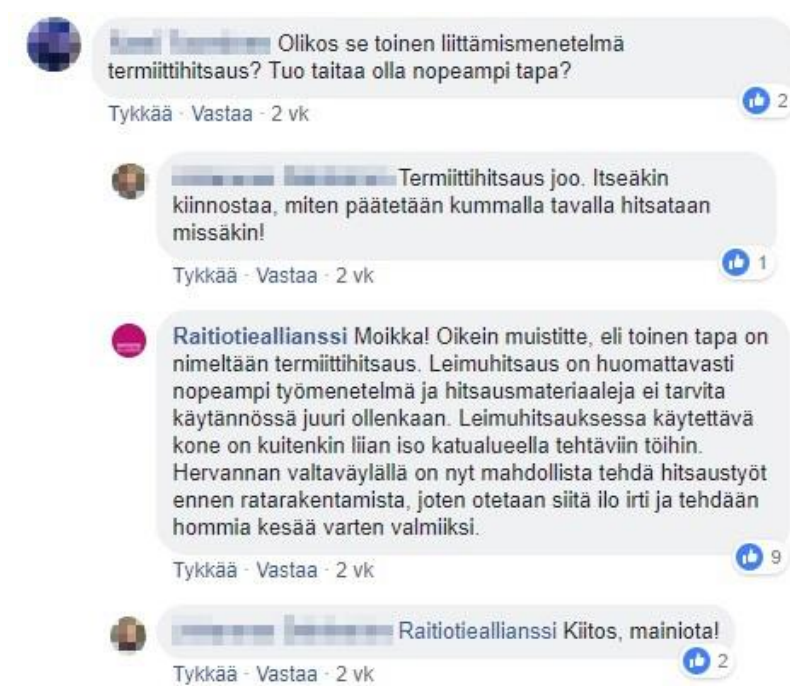 Olikos se toinen liittämismenetelmä
termiittihitsaus? Tuo taitaa olla nopeampi tapa?
2
Tykkää · Vastaa · 2 vk
Termiittihitsaus joo. Itseäkin
kiinnostaa, miten päätetään kummalla tavalla hitsataan
missäkin!
1
Tykkää · Vastaa · 2 vk
Raitiotieallianssi Moikka! Oikein muistitte, eli toinen tapa on
nimeltään termiittihitsaus. Leimuhitsaus on huomattavasti
nopeampi työmenetelmä ja hitsausmateriaaleja ei tarvita
käytännössä juuri ollenkaan. Leimuhitsauksessa käytettävä
kone on kuitenkin liian iso katualueella tehtäviin töihin.
Hervannan valtaväylällä on nyt mahdollista tehdä hitsaustyöt
ennen ratarakentamista, joten otetaan siitä ilo irti ja tehdään
hommia kesää varten valmiiksi.
9
Tykkää · Vastaa · 2 vk
Raitiotieallianssi Kiitos, mainiota!
2
Tykkää · Vastaa · 2 vk